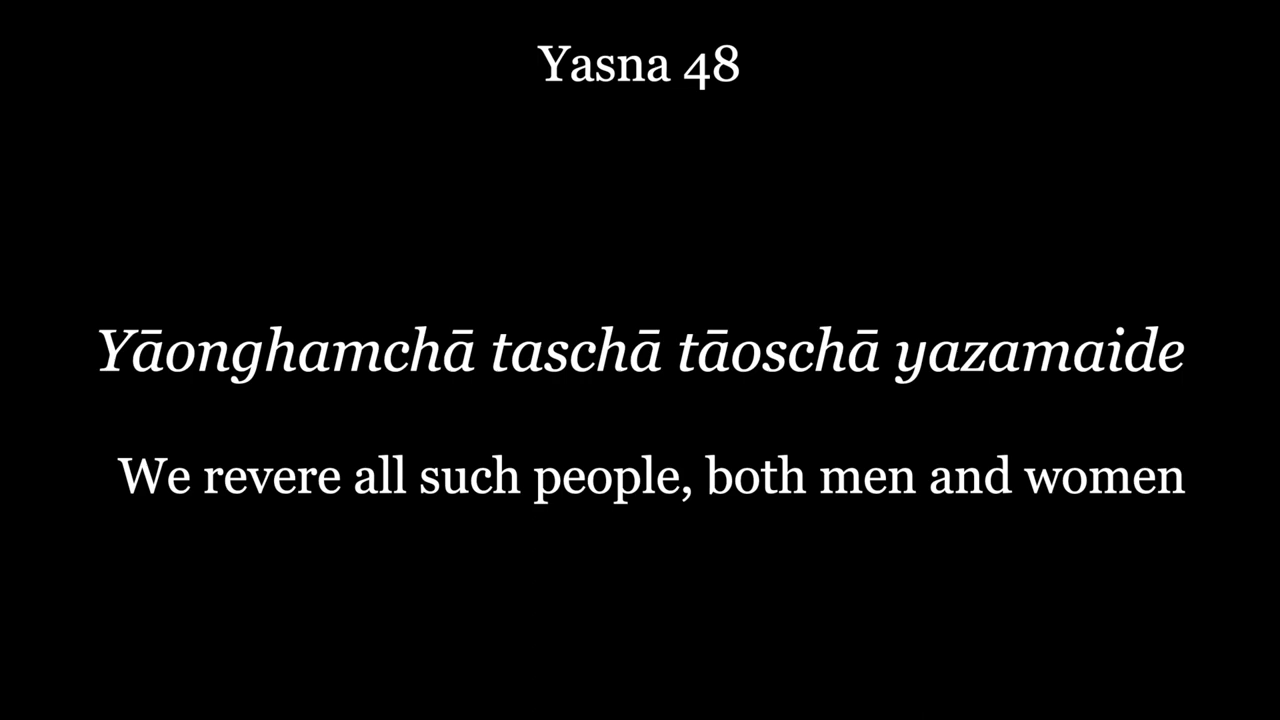 Yasna 48
Yāonghamchā taschā tāoschā yazamaide
We revere all such people, both men and women